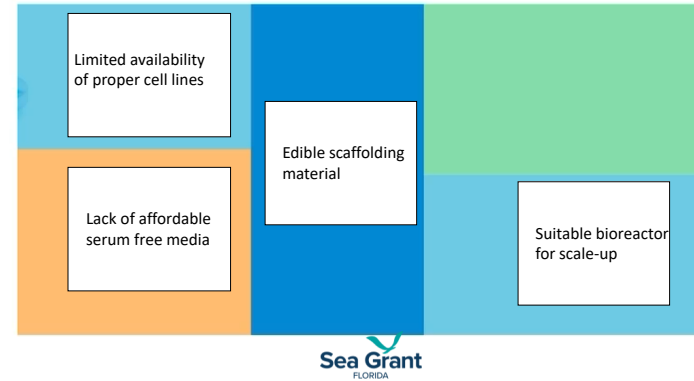 Limited availability
of proper cell lines
Lack of affordable
serum free media
Edible scaffolding
material
Suitable bioreactor
for scale-up
Sea Grant
FLORIDA